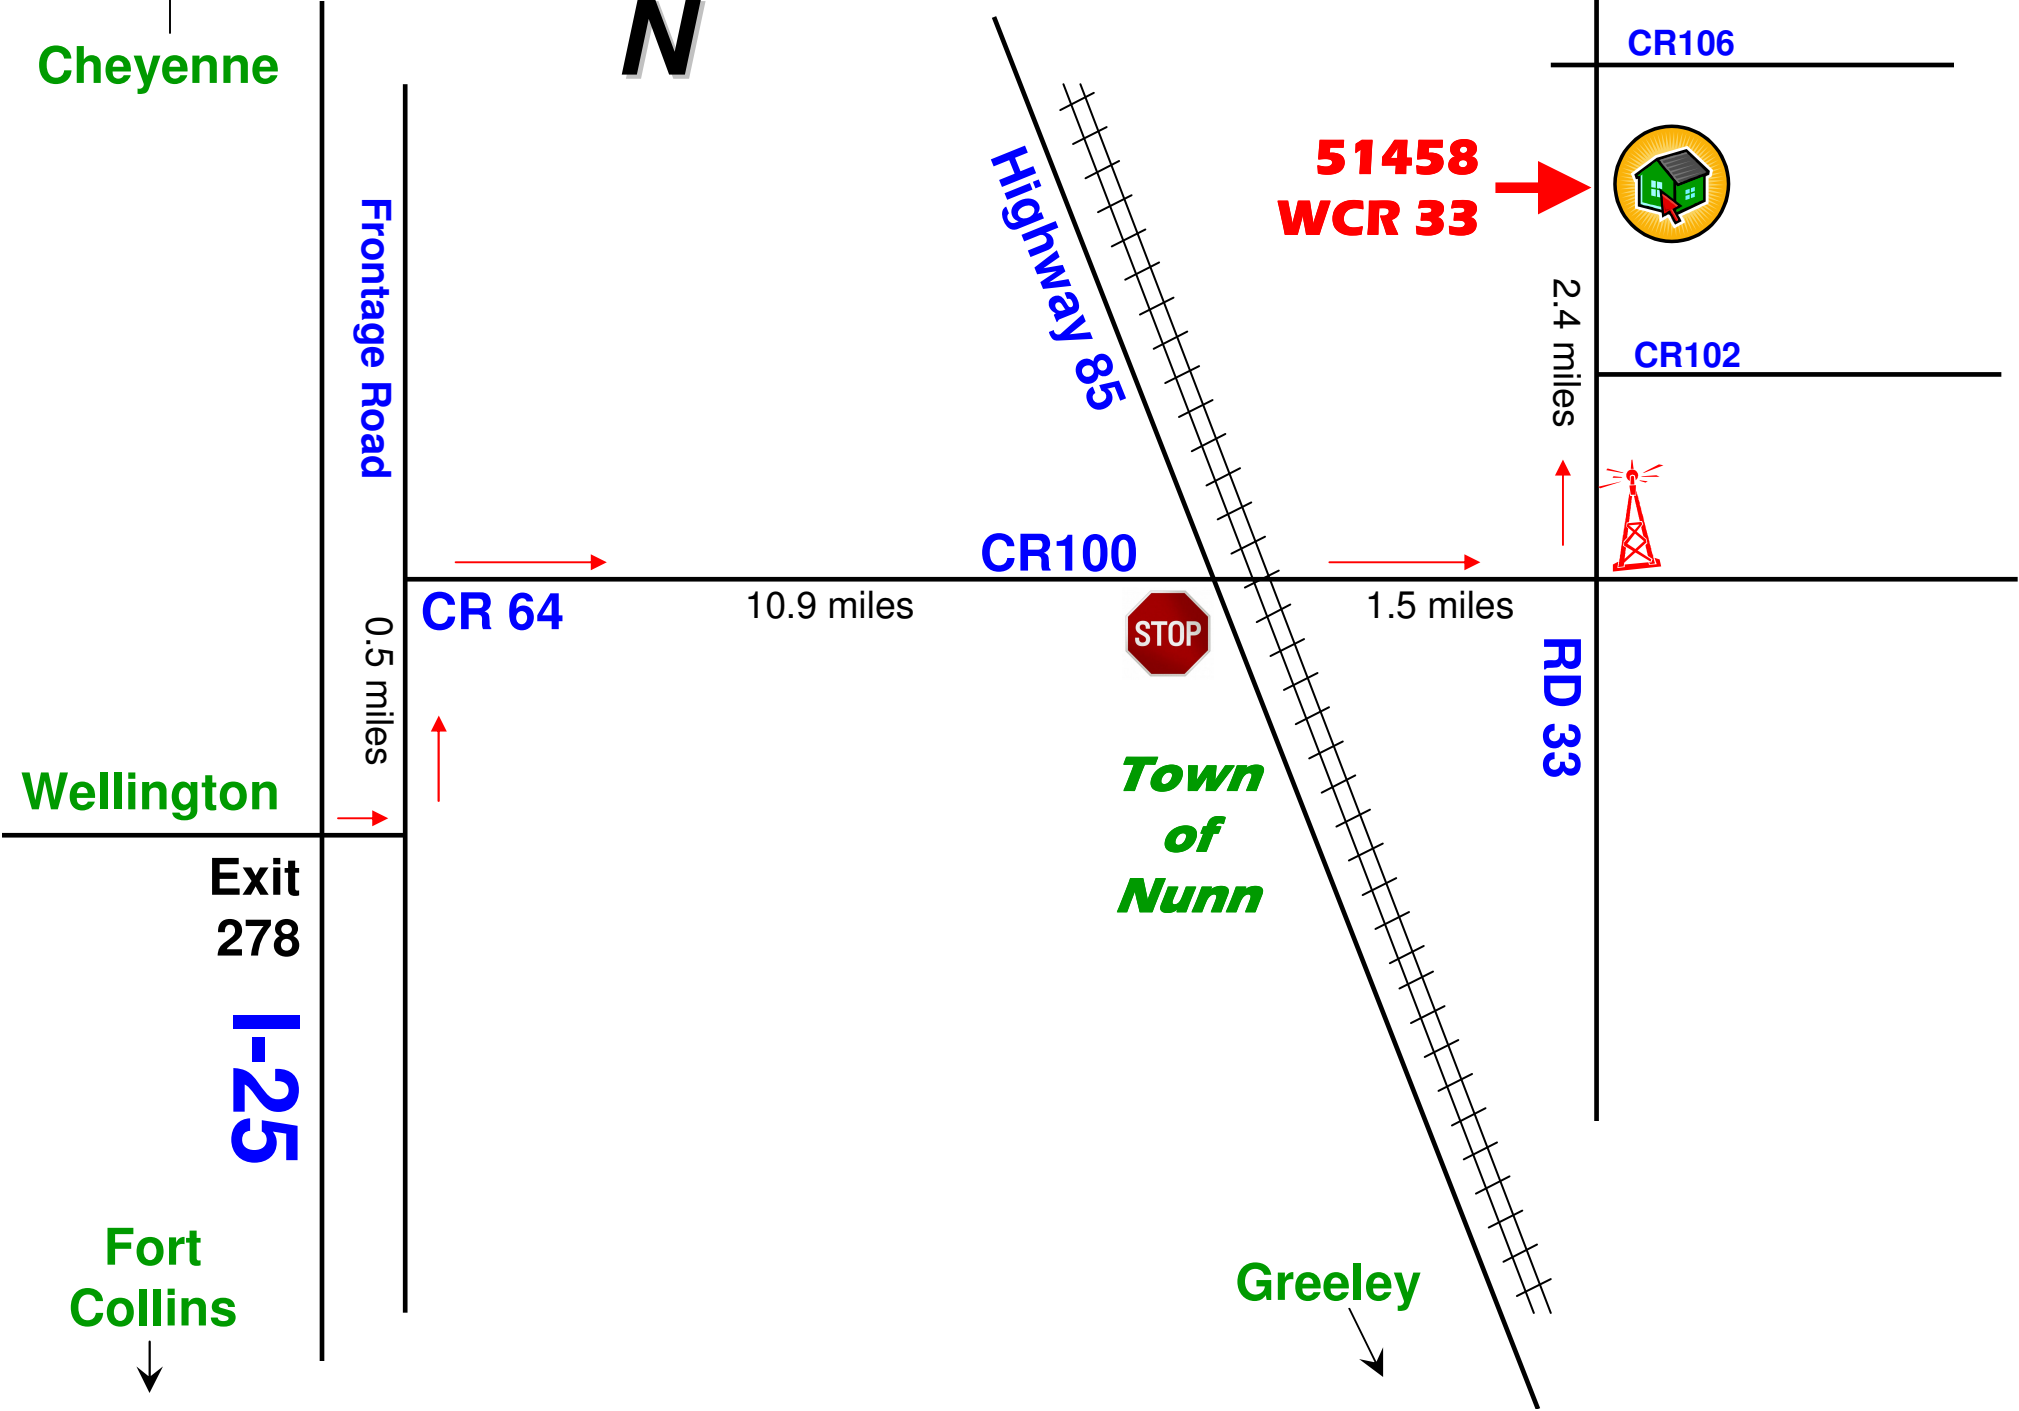 N
Cheyenne
CR106
51458
WCR 33
Highway 85
Frontage Road
2.4 miles
CR102
CR100
CR 64
10.9 miles
1.5 miles
STOP
0.5 miles
RD 33
Wellington
Town
of
Nunn
Exit
278
I-25
Fort
Collins
Greeley